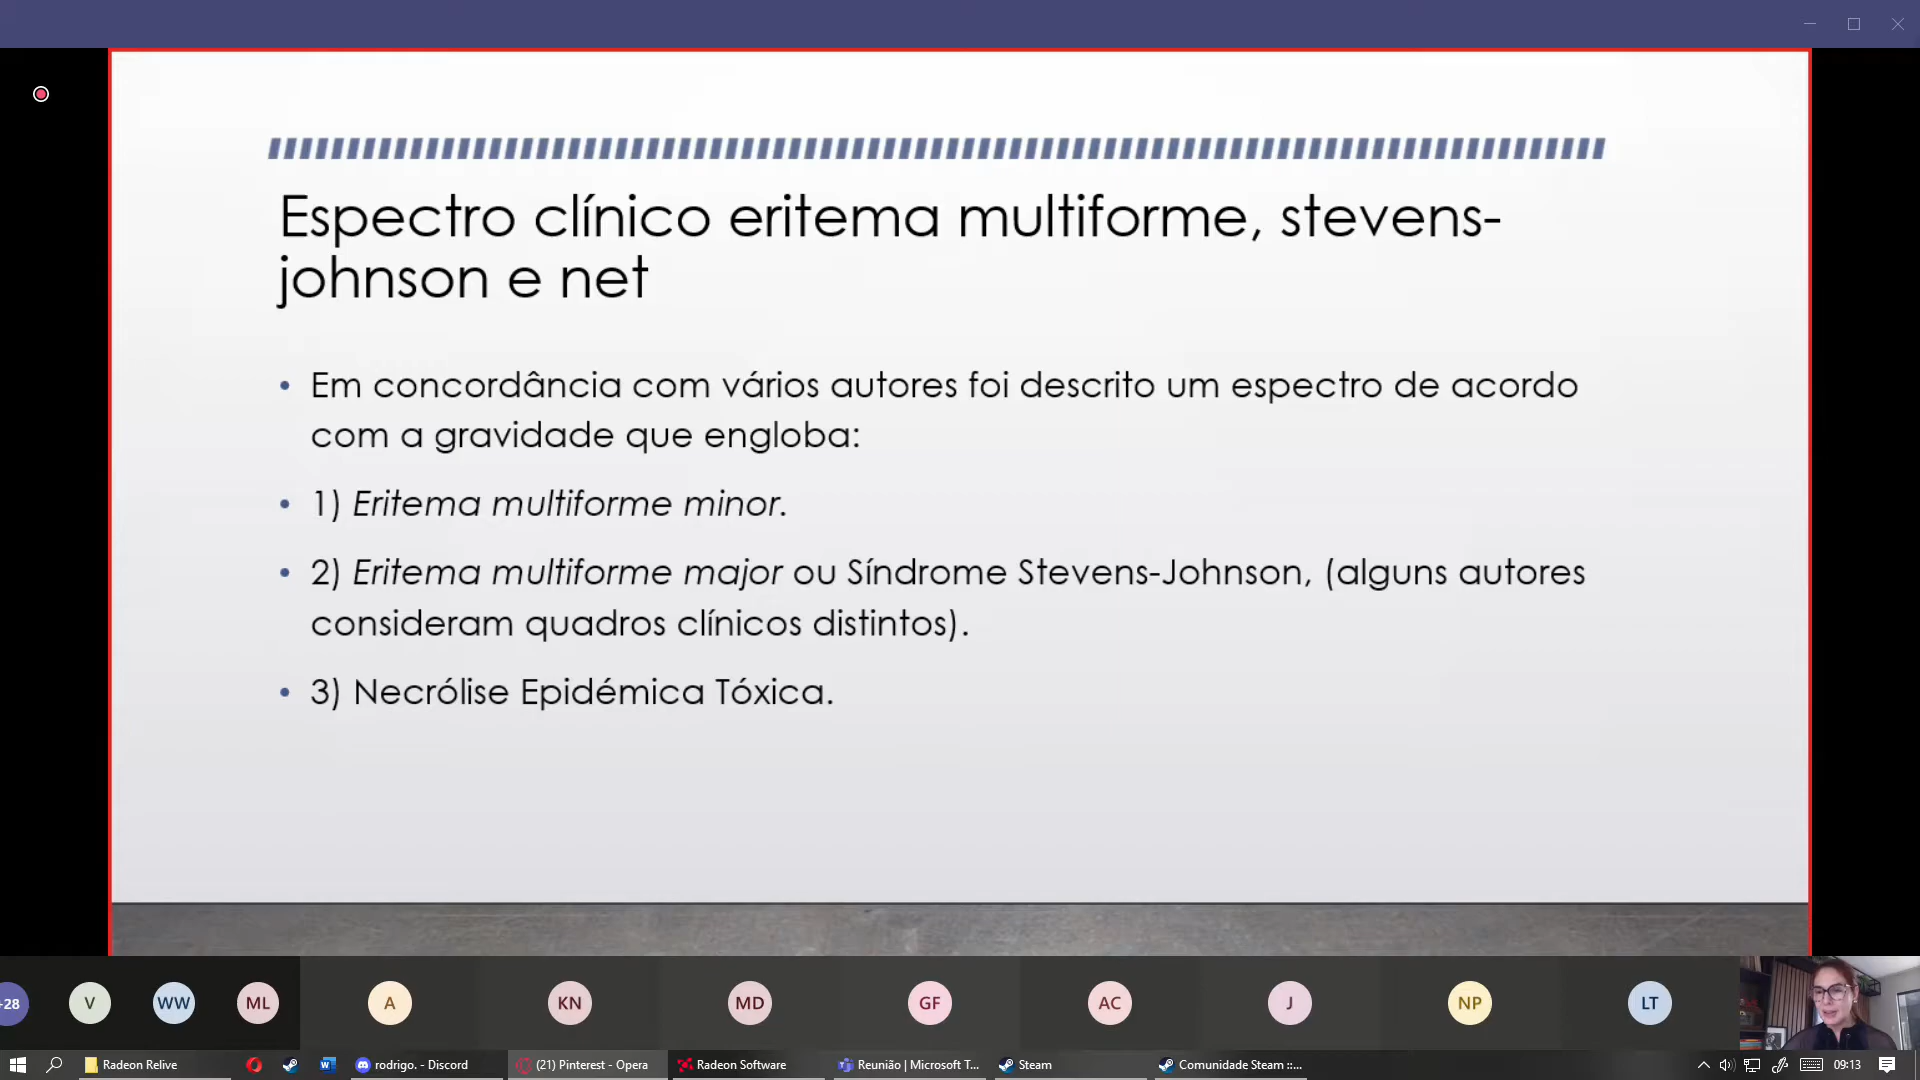 Espectro clínico eritema multiforme, stevens-
johnson e net
• Em concordância com vários autores foi descrito um espectro de acordo
com a gravidade que engloba:
• 1) Eritema multiforme minor.
• 2) Eritema multiforme major ou Síndrome Stevens-Johnson, (alguns autores
consideram quadros clínicos distintos).
• 3) Necrólise Epidémica Tóxica.
+28 V WW ML A KN MD GF AC J NP LT
Radeon Relive rodrigo. - Discord (21) Pinterest - Opera Radeon Software Reunião | Microsoft T... Steam Comunidade Steam ::... 09:13